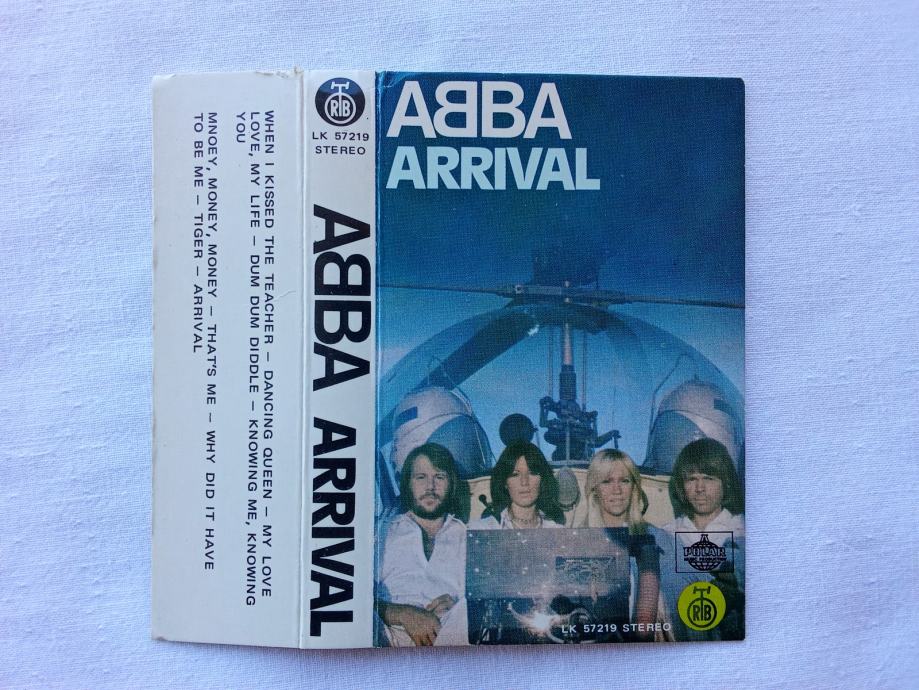 WHEN I KISSED THE TEACHER — DANCING QUEEN — MY LOVE
LOVE, MY LIFE — DUM DUM DIDDLE — KNOWING ME, KNOWING
YOU
MNOEY, MONEY, MONEY — THAT'S ME — WHY DID IT HAVE
TO BE ME — TIGER — ARRIVAL
RTB
LK 57219
STEREO
ABBA ARRIVAL
ABBA
ARRIVAL
POLAR
RTB
LK 57219 STEREO